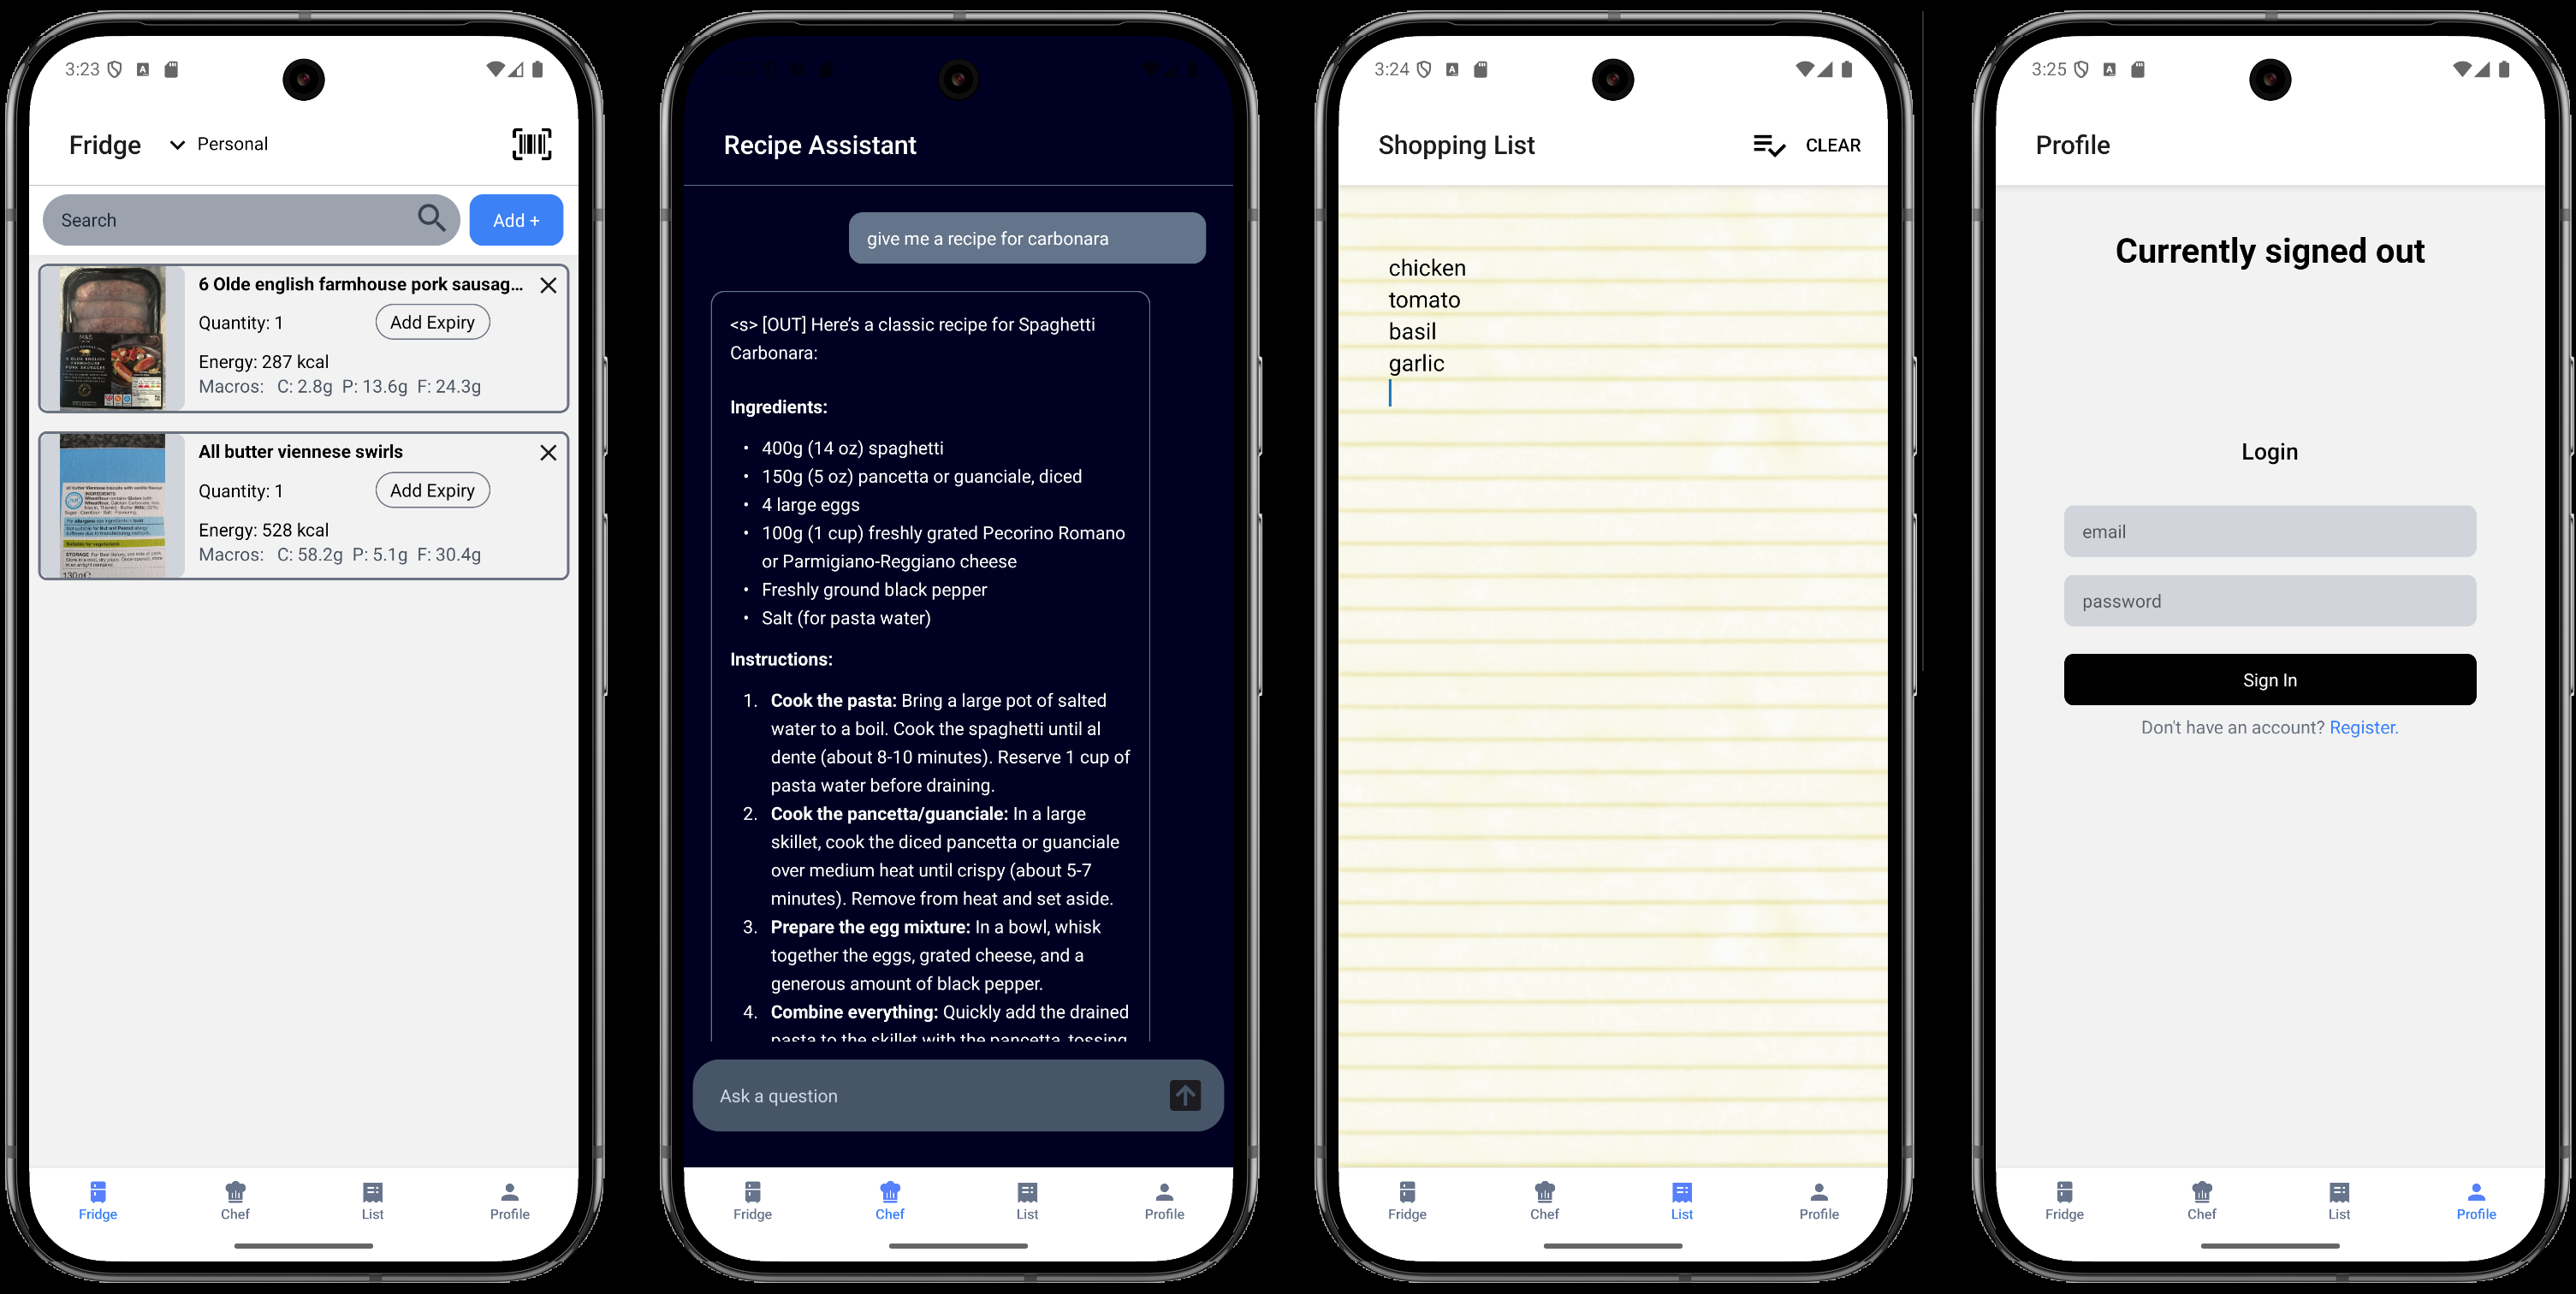 3:23
Fridge
Personal
Search
Add +
6 Olde english farmhouse pork sausag...
Quantity: 1
Add Expiry
Energy: 287 kcal
Macros: C: 2.8g P: 13.6g F: 24.3g
All butter viennese swirls
Quantity: 1
Add Expiry
Energy: 528 kcal
Macros: C: 58.2g P: 5.1g F: 30.4g
Fridge
Chef
List
Profile
Recipe Assistant
give me a recipe for carbonara
<s> [OUT] Here's a classic recipe for Spaghetti
Carbonara:
Ingredients:
• 400g (14 oz) spaghetti
• 150g (5 oz) pancetta or guanciale, diced
• 4 large eggs
• 100g (1 cup) freshly grated Pecorino Romano
or Parmigiano-Reggiano cheese
• Freshly ground black pepper
• Salt (for pasta water)
Instructions:
1. Cook the pasta: Bring a large pot of salted
water to a boil. Cook the spaghetti until al
dente (about 8-10 minutes). Reserve 1 cup of
pasta water before draining.
2. Cook the pancetta/guanciale: In a large
skillet, cook the diced pancetta or guanciale
over medium heat until crispy (about 5-7
minutes). Remove from heat and set aside.
3. Prepare the egg mixture: In a bowl, whisk
together the eggs, grated cheese, and a
generous amount of black pepper.
4. Combine everything: Quickly add the drained
pasta to the skillet with the pancetta, tossing
Ask a question
Fridge
Chef
List
Profile
3:24
Shopping List
CLEAR
chicken
tomato
basil
garlic
Fridge
Chef
List
Profile
3:25
Profile
Currently signed out
Login
email
password
Sign In
Don't have an account? Register.
Fridge
Chef
List
Profile